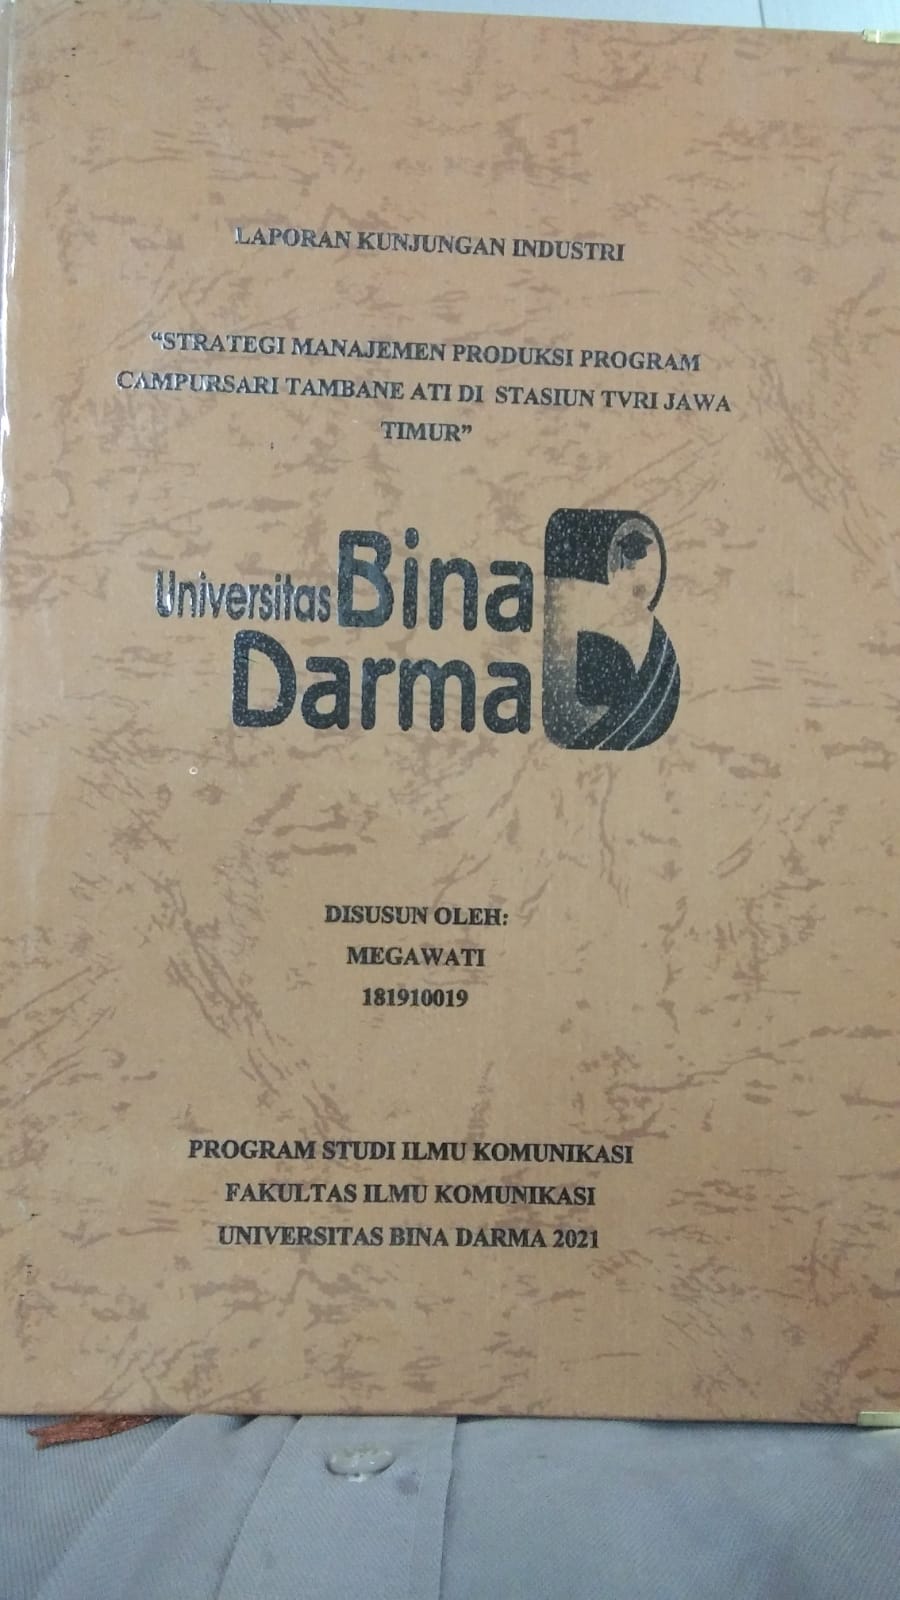 LAPORAN KUNJUNGAN INDUSTRI
“STRATEGI MANAJEMEN PRODUKSI PROGRAM
CAMPURSARI TAMBANE ATI DI STASIUN TVRI JAWA
TIMUR”
Universitas Bina
Darma
DISUSUN OLEH:
MEGAWATI
181910019
PROGRAM STUDI ILMU KOMUNIKASI
FAKULTAS ILMU KOMUNIKASI
UNIVERSITAS BINA DARMA 2021